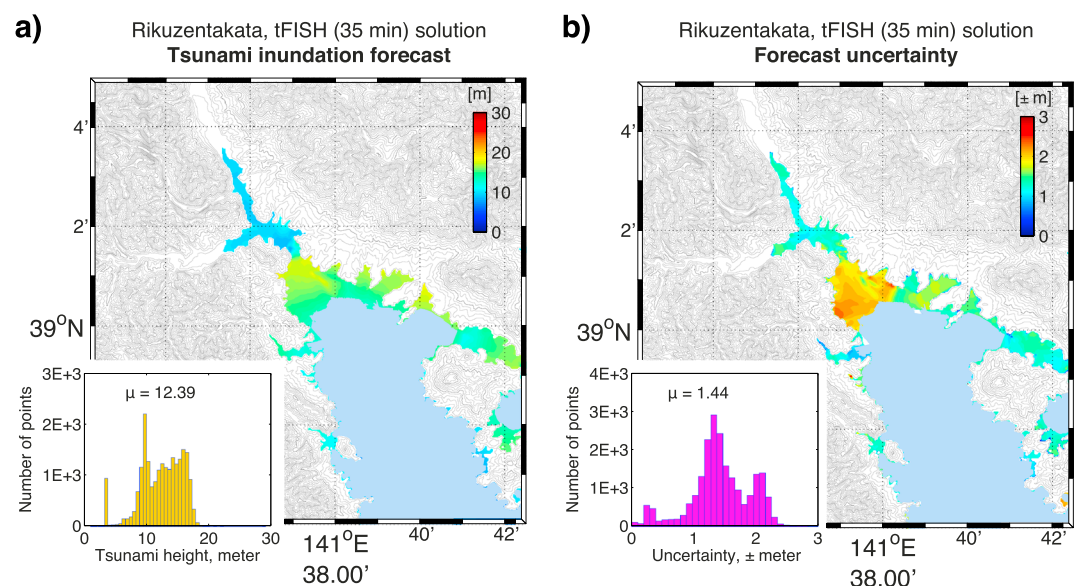 a)
Rikuzentakata, tFISH (35 min) solution
Tsunami inundation forecast
[m]
30
20
10
0
4'
2'
39°N
3E+3
2E+3
1E+3
0
Number of points
μ = 12.39
0
10
20
30
Tsunami height, meter
141°E
38.00'
40'
42'
b)
Rikuzentakata, tFISH (35 min) solution
Forecast uncertainty
[± m]
3
2
1
0
4'
2'
39°N
4E+3
3E+3
2E+3
1E+3
0
Number of points
μ = 1.44
0
1
2
3
Uncertainty, ± meter
141°E
38.00'
40'
42'